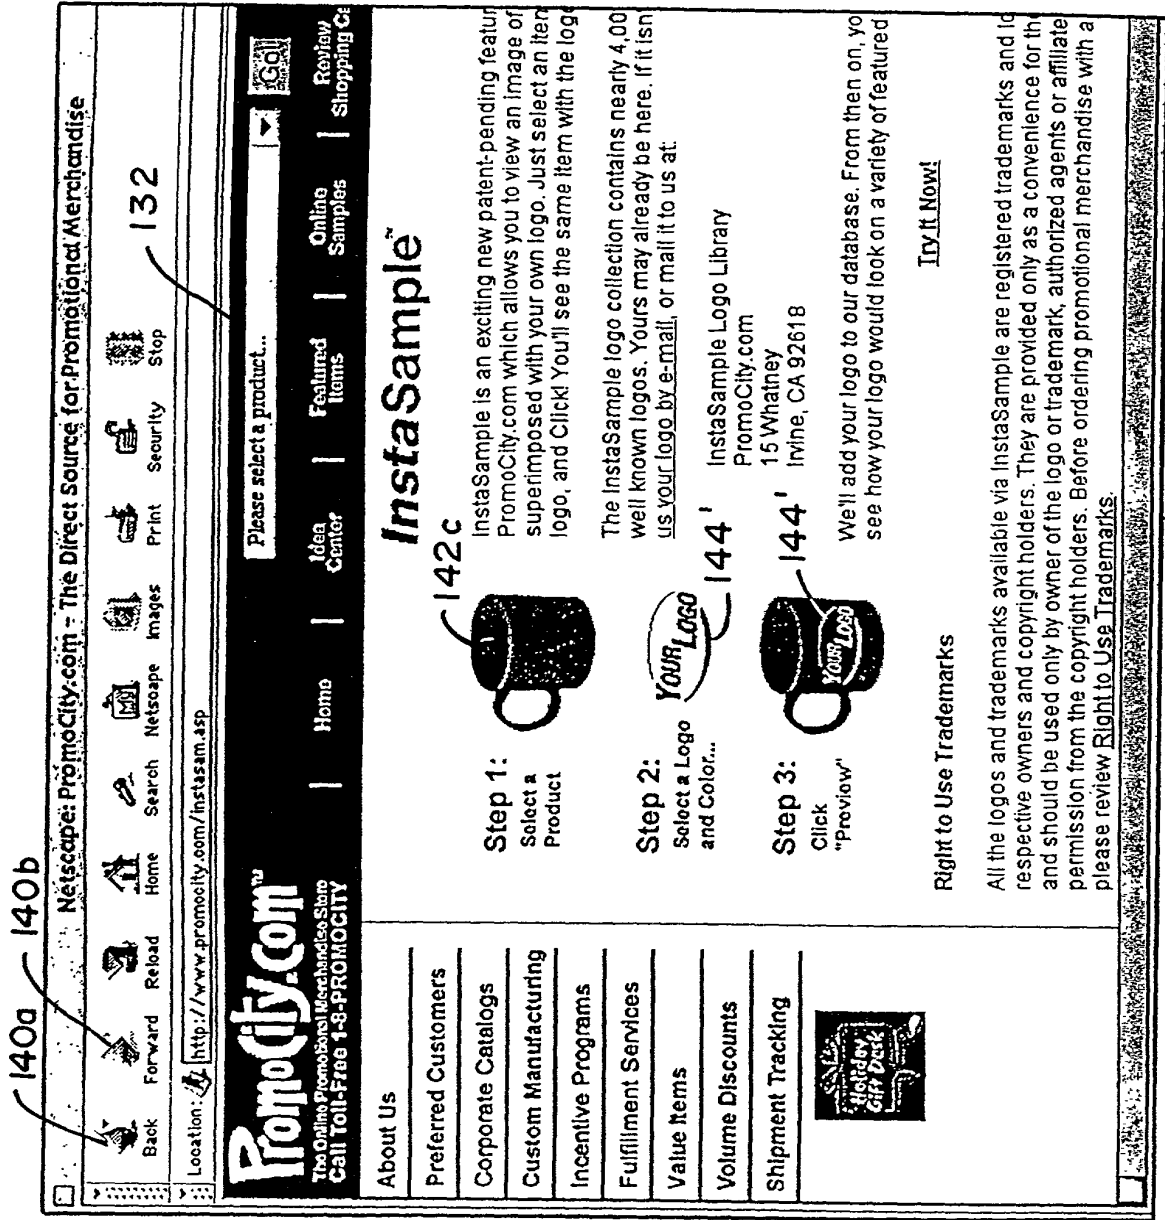 140a
140b
Netscape: PromoCity.com – The Direct Source for Promotional Merchandise
Back
Forward
Reload
Home
Search
Netscape
Images
Print
Security
Stop
Location:
http://www.promocity.com/instasam.asp
132
PromoCity.com™
The Online Promotional Merchandise Store
Call Toll-Free 1-8-PROMOCITY
Please select a product...
Go!
Home
Idea Center
Featured Items
Online Samples
Review Shopping Ca
About Us
Preferred Customers
Corporate Catalogs
Custom Manufacturing
Incentive Programs
Fulfillment Services
Value Items
Volume Discounts
Shipment Tracking
Holiday
Gift Desk
InstaSample™
142c
Step 1:
Select a
Product
InstaSample is an exciting new patent-pending featur
PromoCity.com which allows you to view an image of
superimposed with your own logo. Just select an iten
logo, and Click! You'll see the same item with the logo
Step 2:
Select a Logo
and Color...
YOUR LOGO
144'
The InstaSample logo collection contains nearly 4,00
well known logos. Yours may already be here. If it isn
us your logo by e-mail, or mail it to us at:
InstaSample Logo Library
PromoCity.com
15 Whatney
Irvine, CA 92618
Step 3:
Click
"Preview"
YOUR LOGO
144'
We'll add your logo to our database. From then on, yo
see how your logo would look on a variety of featured
Try It Now!
Right to Use Trademarks
All the logos and trademarks available via InstaSample are registered trademarks and lo
respective owners and copyright holders. They are provided only as a convenience for th
and should be used only by owner of the logo or trademark, authorized agents or affiliate
permission from the copyright holders. Before ordering promotional merchandise with a
please review Right to Use Trademarks.